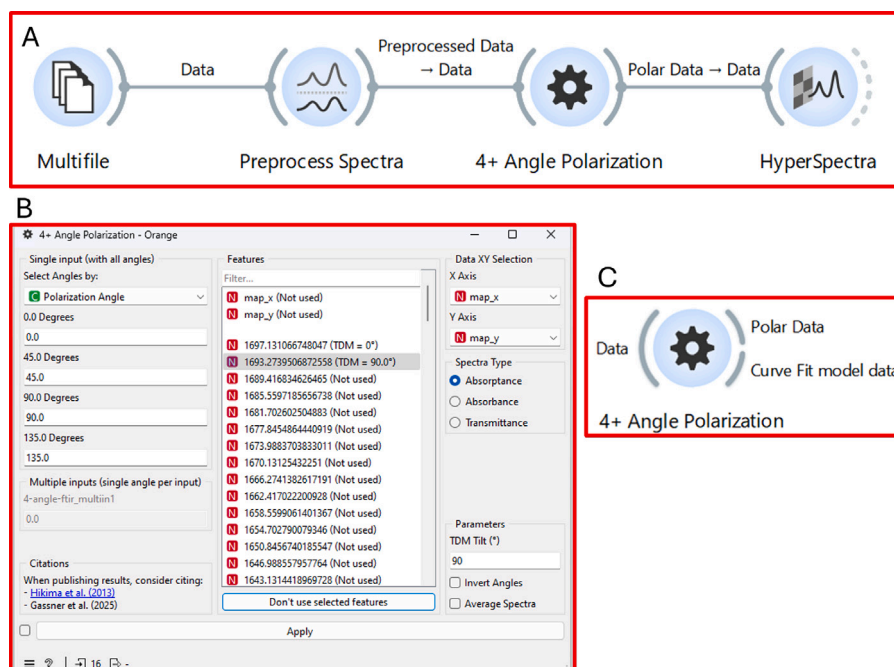 A
Data
Preprocessed Data
→ Data
Polar Data → Data
Multifile
Preprocess Spectra
4+ Angle Polarization
HyperSpectra
B
4+ Angle Polarization - Orange
Single input (with all angles)
Select Angles by:
C Polarization Angle
0.0 Degrees
0.0
45.0 Degrees
45.0
90.0 Degrees
90.0
135.0 Degrees
135.0
Multiple inputs (single angle per input)
4-angle-ftir_multiin1
0.0
Citations
When publishing results, consider citing:
- Hikima et al. (2013)
- Gassner et al. (2025)
Features
Filter...
N map_x (Not used)
N map_y (Not used)
N 1697.131066748047 (TDM = 0°)
N 1693.2739506872558 (TDM = 90.0°)
N 1689.416834626465 (Not used)
N 1685.5597185656738 (Not used)
N 1681.702602504883 (Not used)
N 1677.8454864440919 (Not used)
N 1673.9883703833011 (Not used)
N 1670.13125432251 (Not used)
N 1666.2741382617191 (Not used)
N 1662.417022200928 (Not used)
N 1658.5599061401367 (Not used)
N 1654.702790079346 (Not used)
N 1650.8456740185547 (Not used)
N 1646.988557957764 (Not used)
N 1643.1314418969728 (Not used)
Don't use selected features
Data XY Selection
X Axis
N map_x
Y Axis
N map_y
Spectra Type
Absorptance
Absorbance
Transmittance
Parameters
TDM Tilt (°)
90
Invert Angles
Average Spectra
Apply
? 16 -
C
Data
Polar Data
Curve Fit model data
4+ Angle Polarization